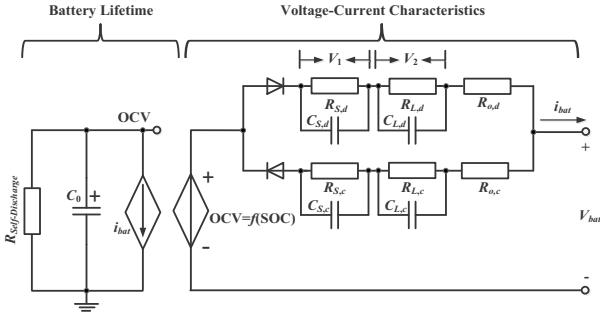 Battery Lifetime
Voltage-Current Characteristics
V1
V2
RS,d
RL,d
Ro,d
CS,d
CL,d
ibat
+
OCV
RSelf-Discharge
C0
+
ibat
+
OCV=f(SOC)
-
RS,c
RL,c
Ro,c
CS,c
CL,c
Vbat
-